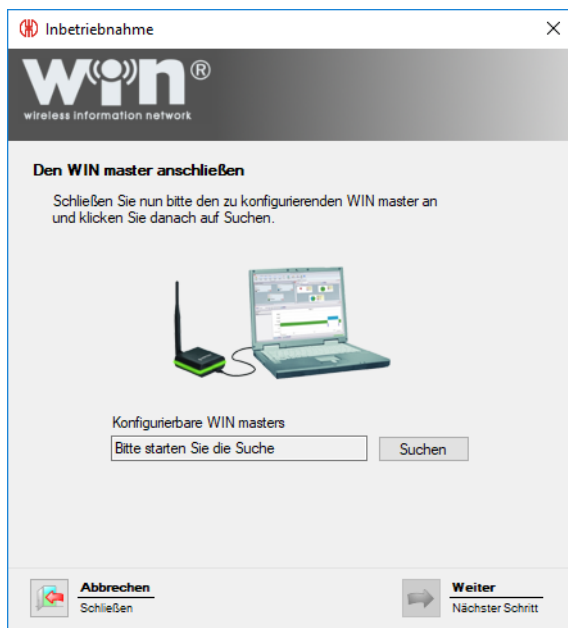 Inbetriebnahme
WIN®
wireless information network
Den WIN master anschließen
Schließen Sie nun bitte den zu konfigurierenden WIN master an
und klicken Sie danach auf Suchen.
Konfigurierbare WIN masters
Bitte starten Sie die Suche
Suchen
Abbrechen
Schließen
Weiter
Nächster Schritt